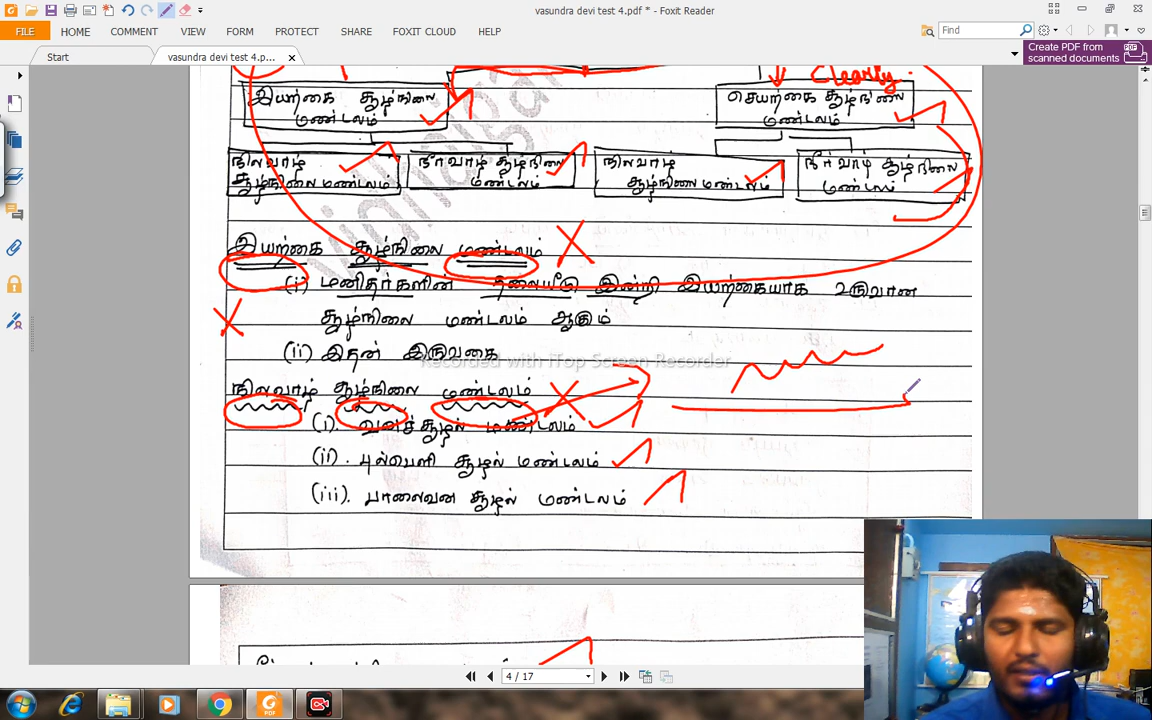 vasundra devi test 4.pdf * - Foxit Reader
FILE HOME COMMENT VIEW FORM PROTECT SHARE FOXIT CLOUD HELP
Find
Start
vasundra devi test 4.p...
Create PDF from
scanned documents
Clearly.
இயற்கை சூழ்நிலை
மண்டலம்
செயற்கை சூழ்நிலை
மண்டலம்
நிலவாழ்
சூழ்நிலை மண்டலம்
நீர்வாழ் சூழ்நிலை
மண்டலம்
நிலவாழ்
சூழ்நிலை மண்டலம்
நீர்வாழ் சூழ்நிலை
மண்டலம்
இயற்கை சூழ்நிலை மண்டலம்
(i) மனிதர்களின் தலையீடு இன்றி இயற்கையாக உருவான
சூழ்நிலை மண்டலம் ஆகும்
(ii) இதன் இருவகை
Recorded with iTop Screen Recorder
நிலவாழ் சூழ்நிலை மண்டலம்
(i). வனச்சூழல் மண்டலம்
(ii). புல்வெளி சூழல் மண்டலம்
(iii). பாலைவன சூழல் மண்டலம்
4 / 17
PDF